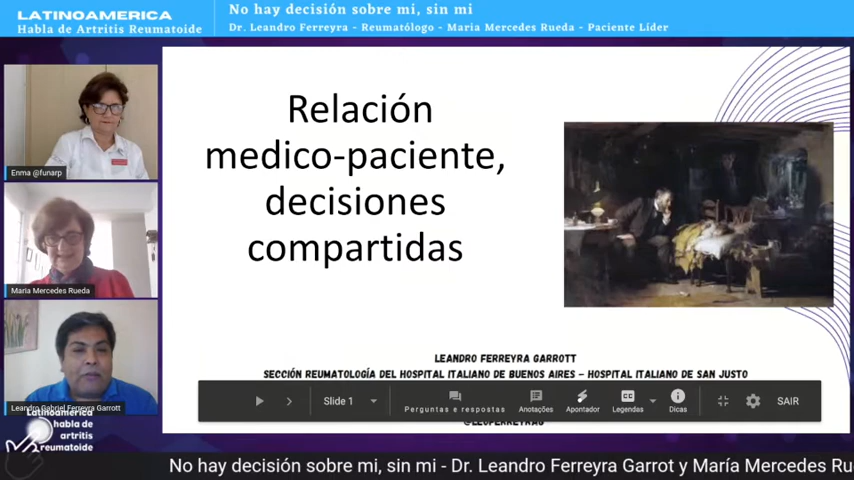 LATINOAMERICA
Habla de Artritis Reumatoide
No hay decisión sobre mi, sin mi
Dr. Leandro Ferreyra - Reumatólogo - Maria Mercedes Rueda - Paciente Líder
Enma @funarp
Maria Mercedes Rueda
Leandro Gabriel Ferreyra Garrott
Relación
medico-paciente,
decisiones
compartidas
LEANDRO FERREYRA GARROTT
SECCIÓN REUMATOLOGÍA DEL HOSPITAL ITALIANO DE BUENOS AIRES – HOSPITAL ITALIANO DE SAN JUSTO
Slide 1
Perguntas e respostas
Anotações
Apontador
Legendas
Dicas
SAIR
@LEOFERREYRAG
Latinoamerica
habla de
artritis
reumatoide
No hay decisión sobre mi, sin mi - Dr. Leandro Ferreyra Garrot y María Mercedes Ru